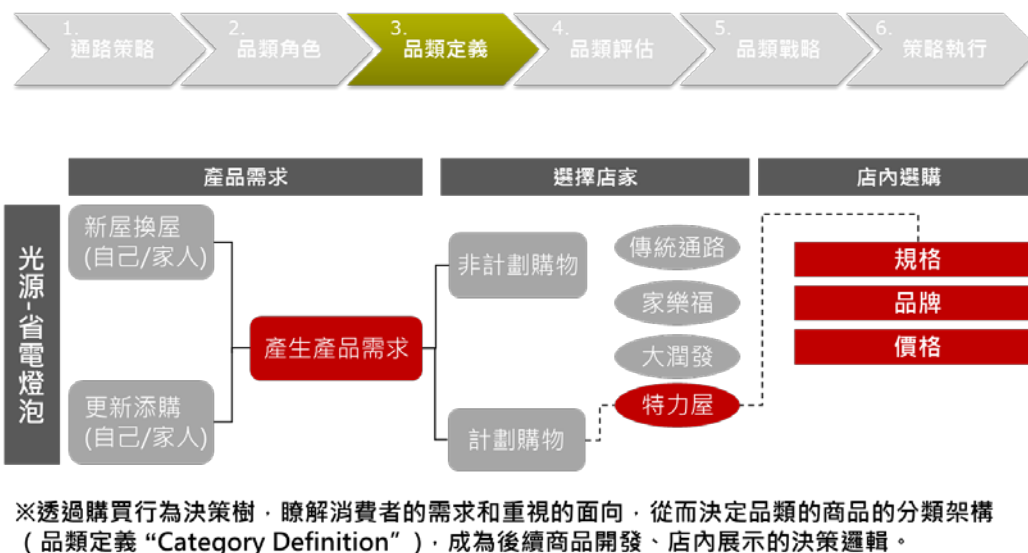 1.
通路策略
2.
品類角色
3.
品類定義
4.
品類評估
5.
品類戰略
6.
策略執行
產品需求
選擇店家
店內選購
光源-省電燈泡
新屋換屋
(自己/家人)
更新添購
(自己/家人)
產生產品需求
非計劃購物
計劃購物
傳統通路
家樂福
大潤發
特力屋
規格
品牌
價格
※透過購買行為決策樹，瞭解消費者的需求和重視的面向，從而決定品類的商品的分類架構
（品類定義 “Category Definition”），成為後續商品開發、店內展示的決策邏輯。